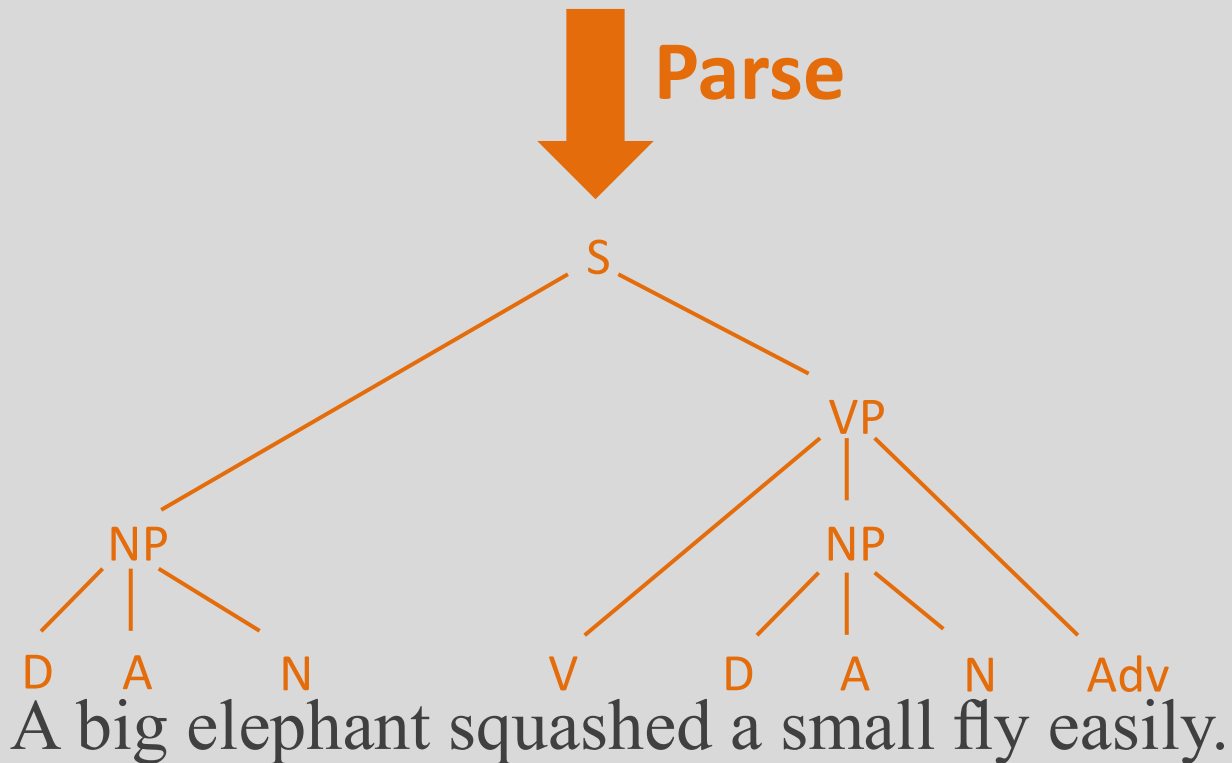 Parse
S
VP
NP NP
D A N V D A N Adv
A big elephant squashed a small fly easily.